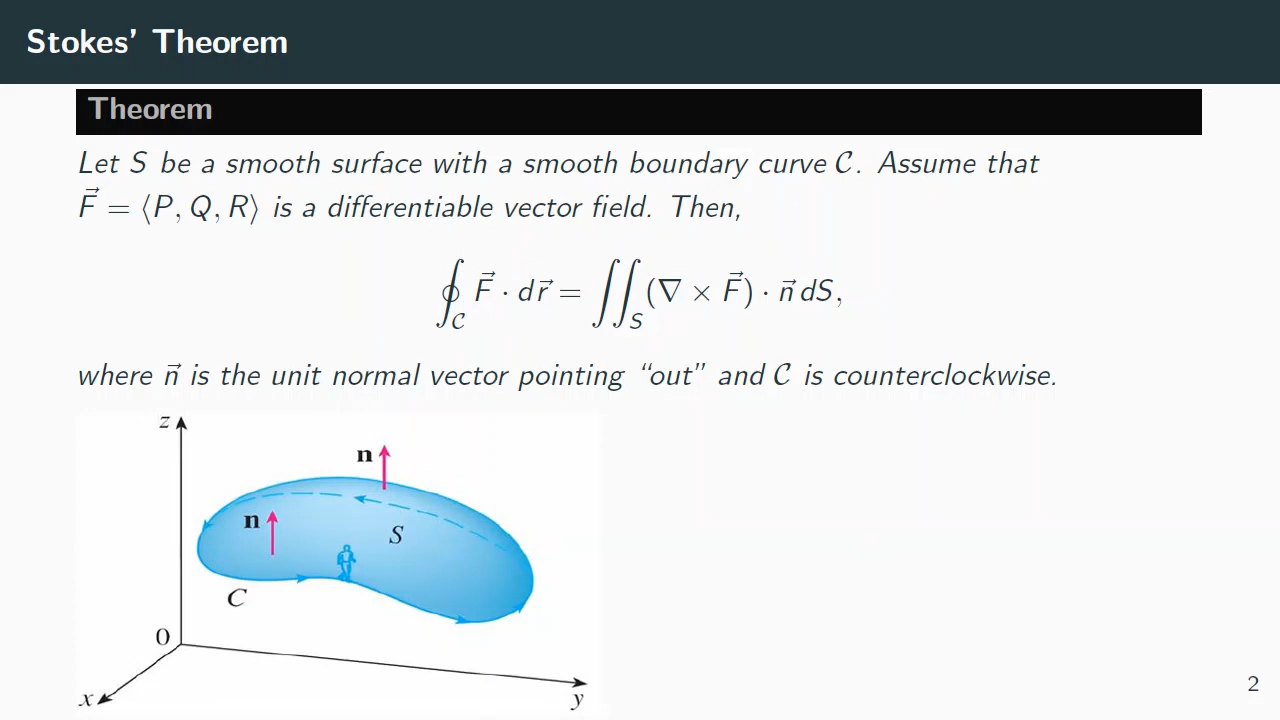 Stokes’ Theorem
Theorem
Let S be a smooth surface with a smooth boundary curve 𝒞. Assume that
F⃗ = ⟨P, Q, R⟩ is a differentiable vector field. Then,
∮_𝒞 F⃗ · dr⃗ = ∬_S (∇ × F⃗) · n⃗ dS,
where n⃗ is the unit normal vector pointing “out” and 𝒞 is counterclockwise.
z
n
n
S
C
0
x
y
2